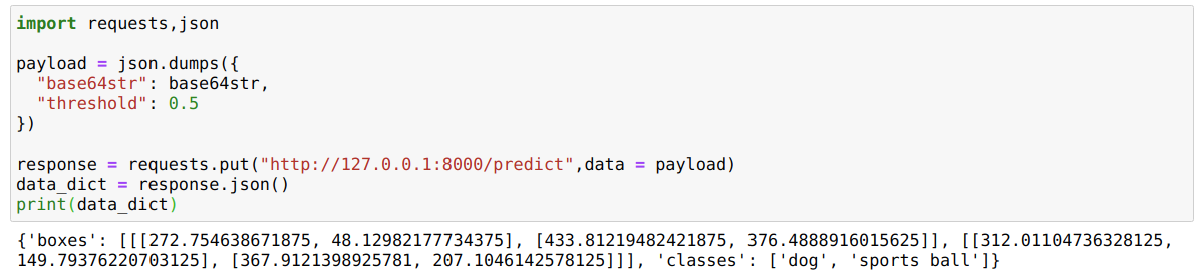 import requests,json
payload = json.dumps({
"base64str": base64str,
"threshold": 0.5
})
response = requests.put("http://127.0.0.1:8000/predict",data = payload)
data_dict = response.json()
print(data_dict)
{'boxes': [[[272.754638671875, 48.12982177734375], [433.81219482421875, 376.4888916015625]], [[312.01104736328125,
149.79376220703125], [367.9121398925781, 207.1046142578125]]], 'classes': ['dog', 'sports ball']}